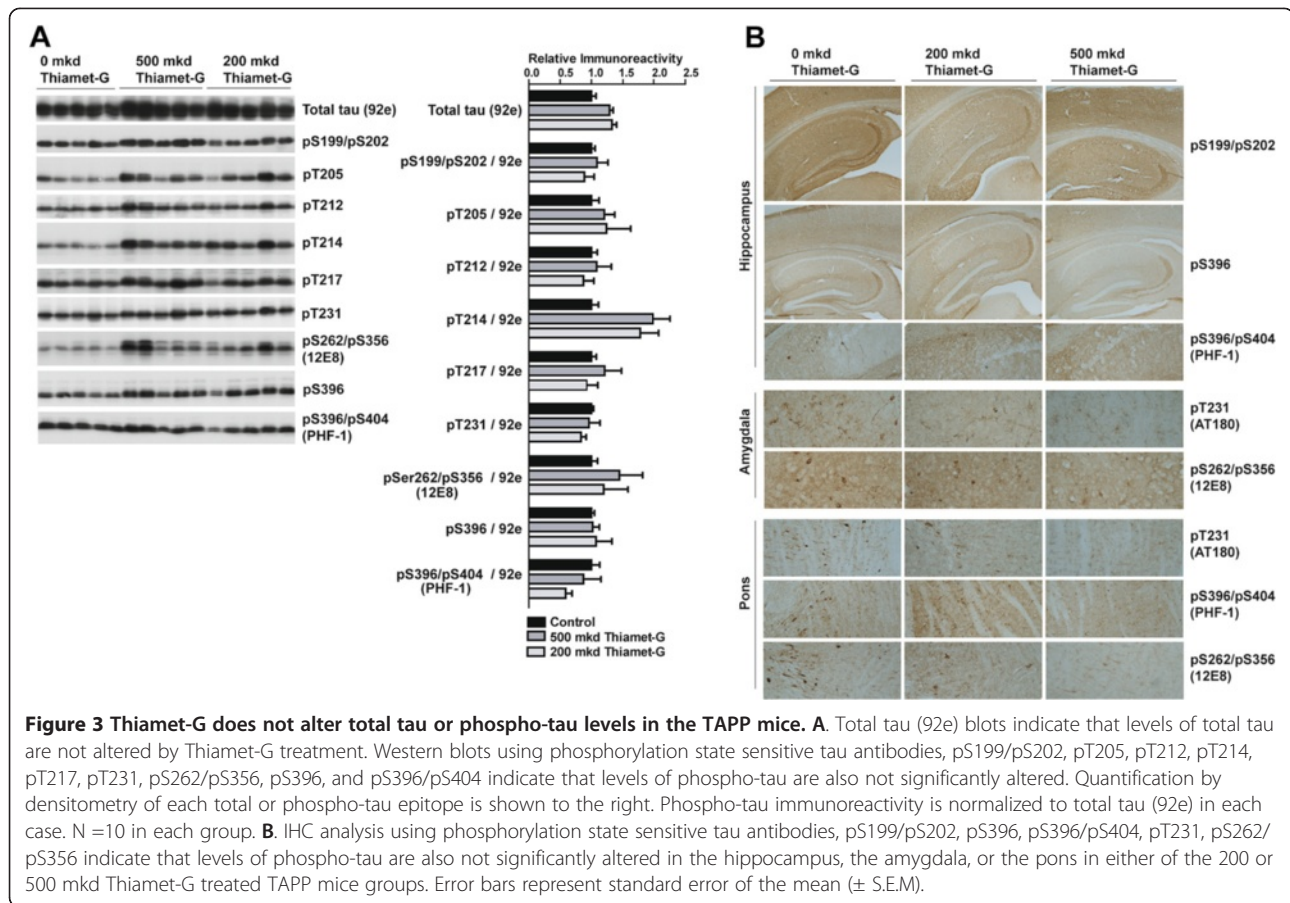 A
0 mkd 500 mkd 200 mkd
Thiamet-G Thiamet-G Thiamet-G
Total tau (92e)
pS199/pS202
pT205
pT212
pT214
pT217
pT231
pS262/pS356
(12E8)
pS396
pS396/pS404
(PHF-1)
Relative Immunoreactivity
0.0 0.5 1.0 1.5 2.0 2.5
Total tau (92e)
pS199/pS202 / 92e
pT205 / 92e
pT212 / 92e
pT214 / 92e
pT217 / 92e
pT231 / 92e
pSer262/pS356 / 92e
(12E8)
pS396 / 92e
pS396/pS404 / 92e
(PHF-1)
Control
500 mkd Thiamet-G
200 mkd Thiamet-G
B
0 mkd 200 mkd 500 mkd
Thiamet-G Thiamet-G Thiamet-G
Hippocampus
pS199/pS202
pS396
pS396/pS404
(PHF-1)
Amygdala
pT231
(AT180)
pS262/pS356
(12E8)
Pons
pT231
(AT180)
pS396/pS404
(PHF-1)
pS262/pS356
(12E8)
Figure 3 Thiamet-G does not alter total tau or phospho-tau levels in the TAPP mice. A. Total tau (92e) blots indicate that levels of total tau
are not altered by Thiamet-G treatment. Western blots using phosphorylation state sensitive tau antibodies, pS199/pS202, pT205, pT212, pT214,
pT217, pT231, pS262/pS356, pS396, and pS396/pS404 indicate that levels of phospho-tau are also not significantly altered. Quantification by
densitometry of each total or phospho-tau epitope is shown to the right. Phospho-tau immunoreactivity is normalized to total tau (92e) in each
case. N =10 in each group. B. IHC analysis using phosphorylation state sensitive tau antibodies, pS199/pS202, pS396, pS396/pS404, pT231, pS262/
pS356 indicate that levels of phospho-tau are also not significantly altered in the hippocampus, the amygdala, or the pons in either of the 200 or
500 mkd Thiamet-G treated TAPP mice groups. Error bars represent standard error of the mean (± S.E.M).